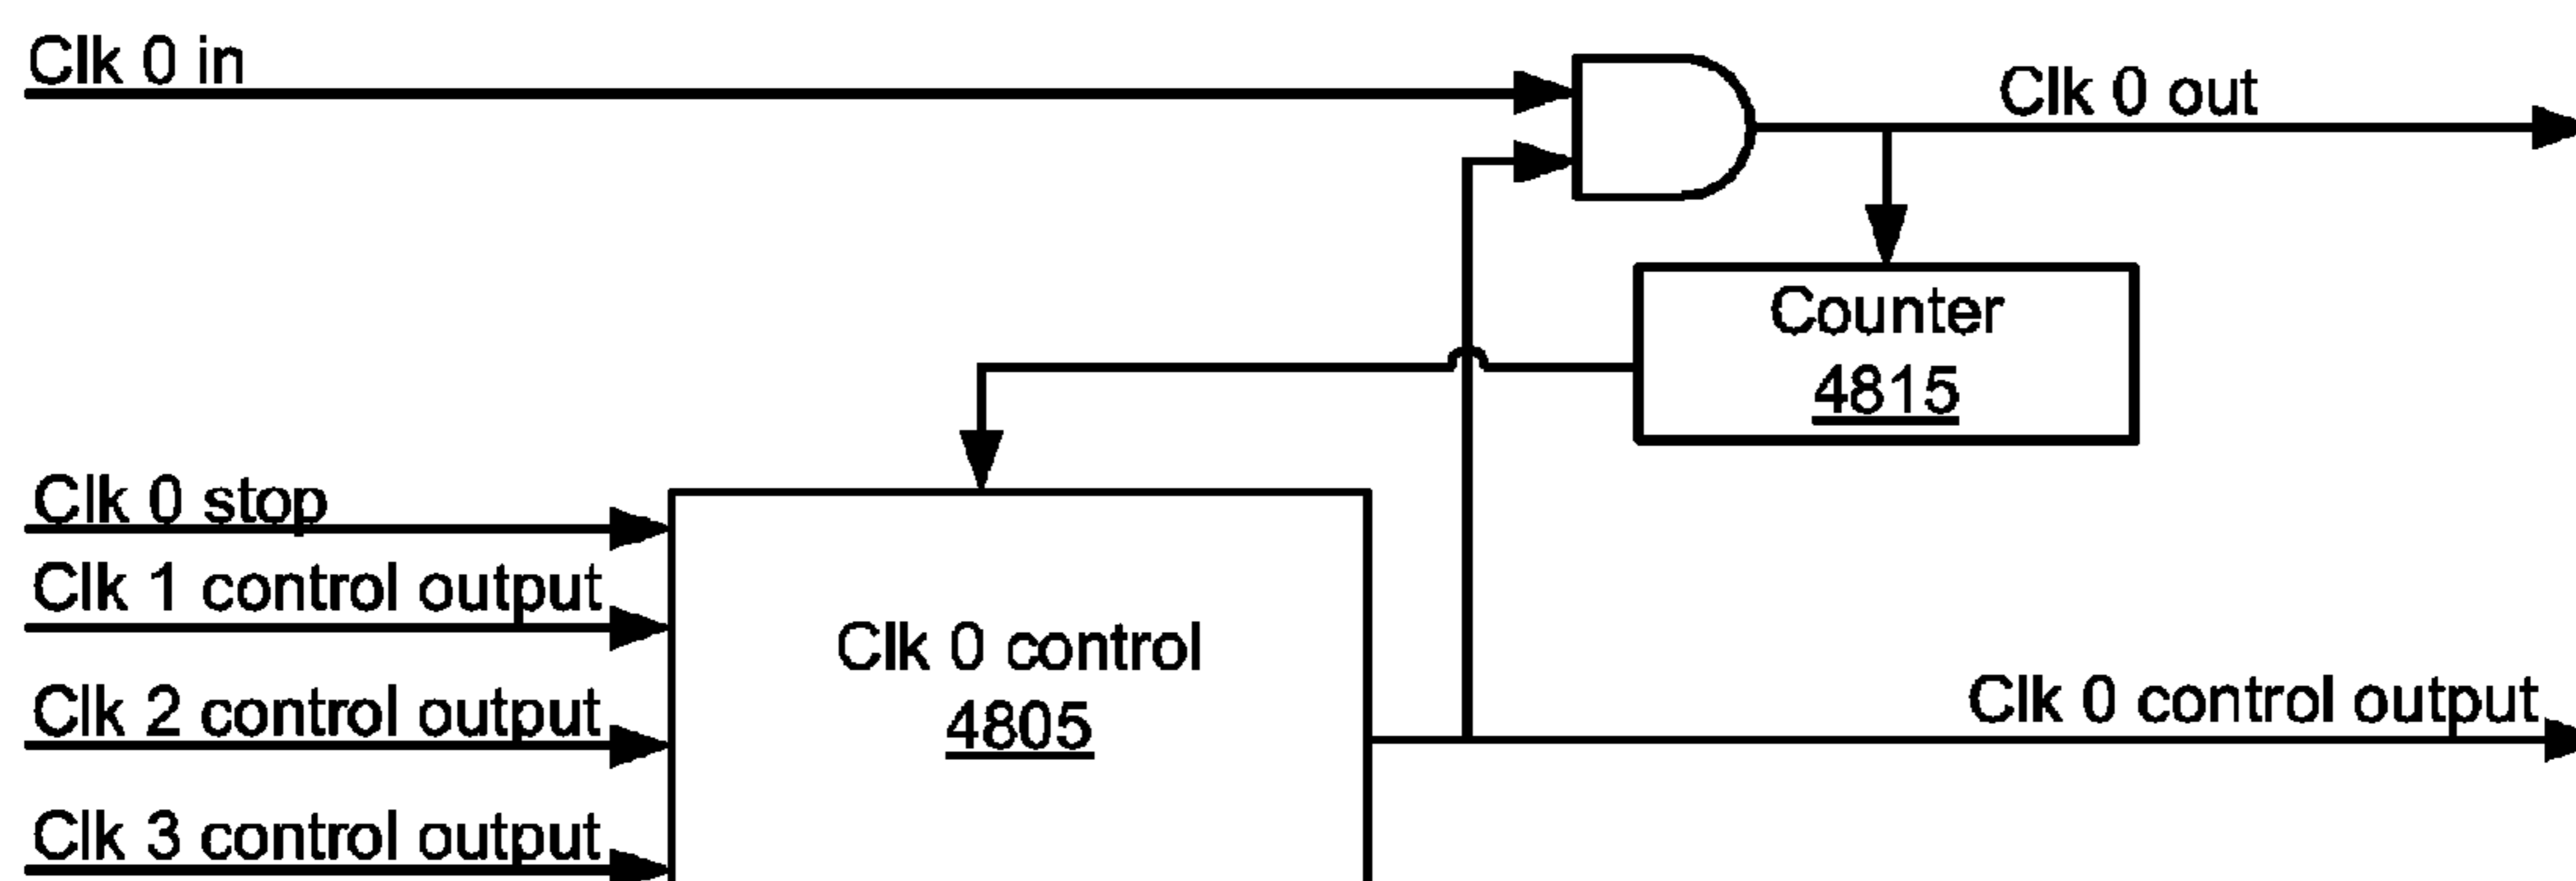 Clk 0 in
Clk 0 out
Counter
4815
Clk 0 stop
Clk 1 control output
Clk 0 control
4805
Clk 2 control output
Clk 0 control output
Clk 3 control output